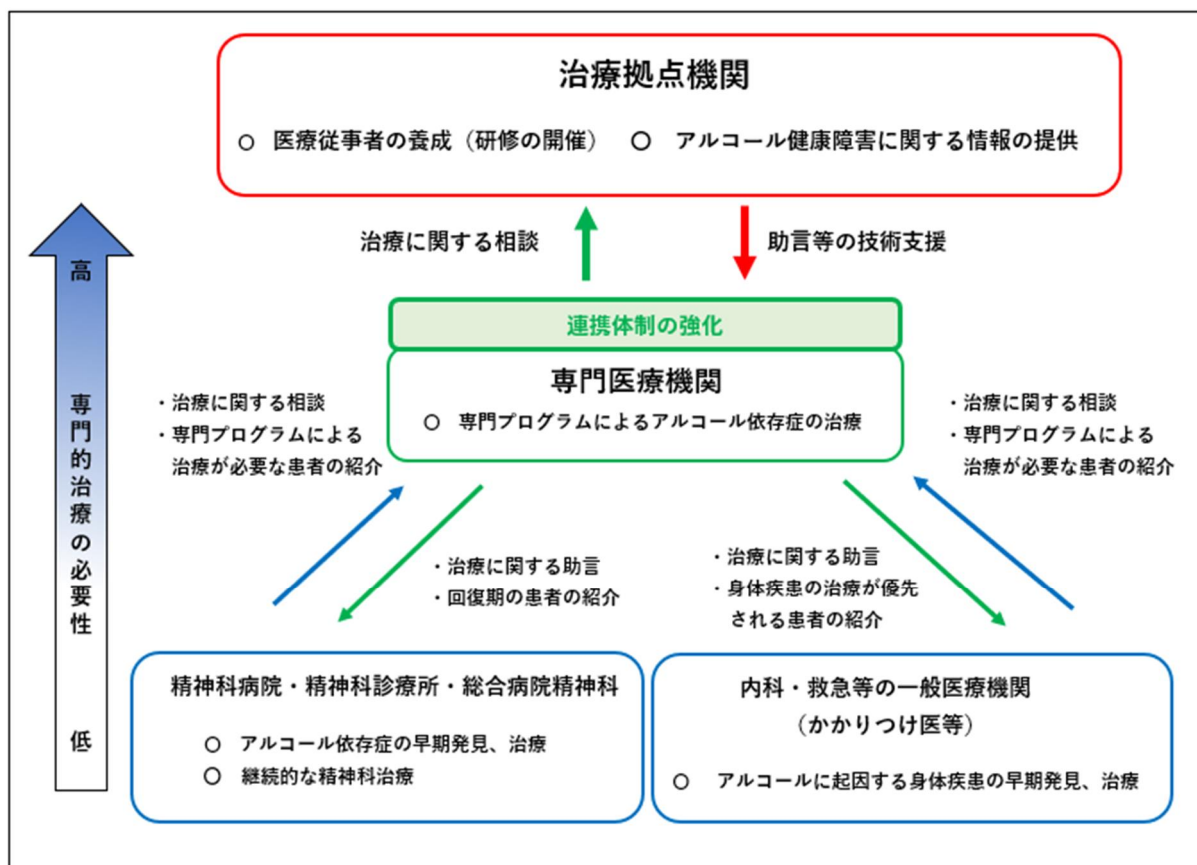 治療拠点機関
○ 医療従事者の養成（研修の開催） ○ アルコール健康障害に関する情報の提供
治療に関する相談
助言等の技術支援
高
専門的治療の必要性
低
連携体制の強化
専門医療機関
○ 専門プログラムによるアルコール依存症の治療
・治療に関する相談
・専門プログラムによる
治療が必要な患者の紹介
・治療に関する相談
・専門プログラムによる
治療が必要な患者の紹介
・治療に関する助言
・回復期の患者の紹介
・治療に関する助言
・身体疾患の治療が優先
される患者の紹介
精神科病院・精神科診療所・総合病院精神科
○ アルコール依存症の早期発見、治療
○ 継続的な精神科治療
内科・救急等の一般医療機関
（かかりつけ医等）
○ アルコールに起因する身体疾患の早期発見、治療